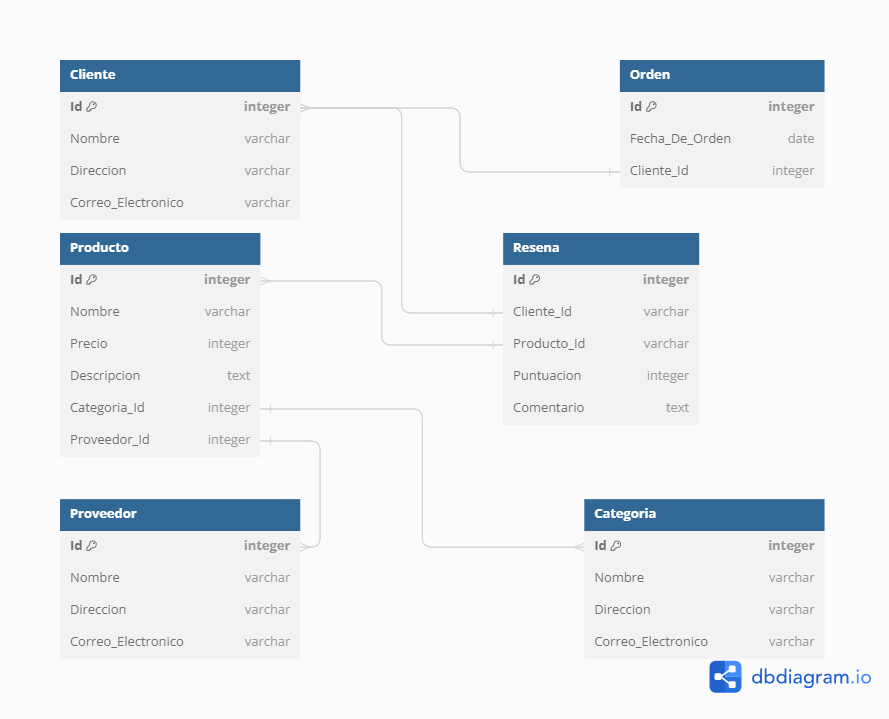 Cliente
Id integer
Nombre varchar
Direccion varchar
Correo_Electronico varchar
Orden
Id integer
Fecha_De_Orden date
Cliente_Id integer
Producto
Id integer
Nombre varchar
Precio integer
Descripcion text
Categoria_Id integer
Proveedor_Id integer
Resena
Id integer
Cliente_Id varchar
Producto_Id varchar
Puntuacion integer
Comentario text
Proveedor
Id integer
Nombre varchar
Direccion varchar
Correo_Electronico varchar
Categoria
Id integer
Nombre varchar
Direccion varchar
Correo_Electronico varchar
dbdiagram.io